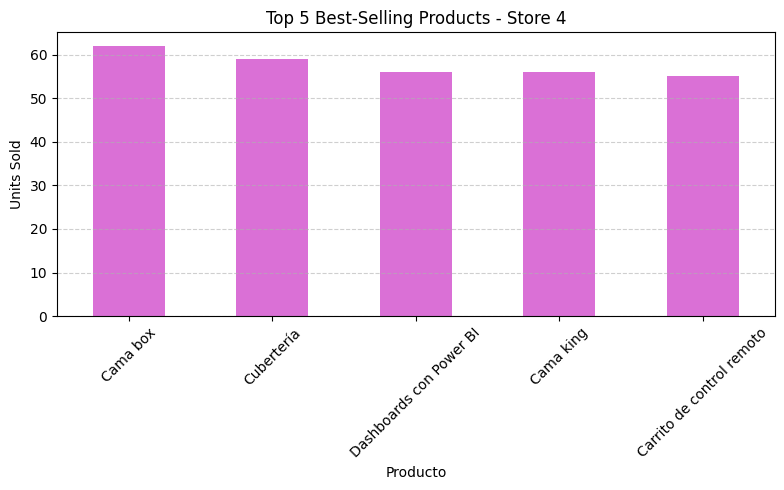 Top 5 Best-Selling Products - Store 4
Units Sold
60
50
40
30
20
10
0
Cama box
Cubertería
Dashboards con Power BI
Cama king
Carrito de control remoto
Producto